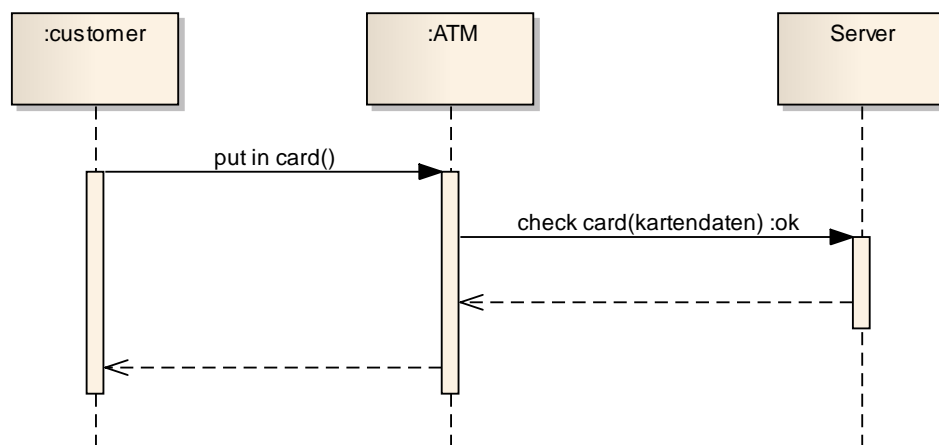 :customer
:ATM
Server
put in card()
check card(kartendaten) :ok